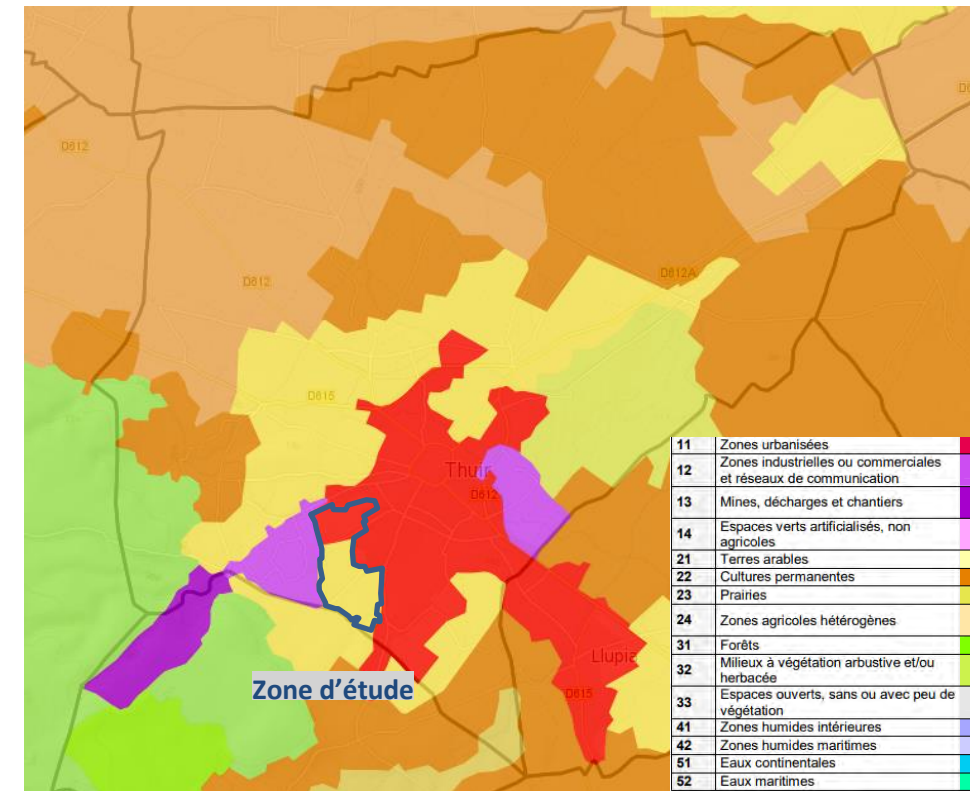 D612
D612
D612A
D615
Thuir
D612
Zone d’étude
Llupia
D615
11 Zones urbanisées
12 Zones industrielles ou commerciales
et réseaux de communication
13 Mines, décharges et chantiers
14 Espaces verts artificialisés, non
agricoles
21 Terres arables
22 Cultures permanentes
23 Prairies
24 Zones agricoles hétérogènes
31 Forêts
32 Milieux à végétation arbustive et/ou
herbacée
33 Espaces ouverts, sans ou avec peu de
végétation
41 Zones humides intérieures
42 Zones humides maritimes
51 Eaux continentales
52 Eaux maritimes